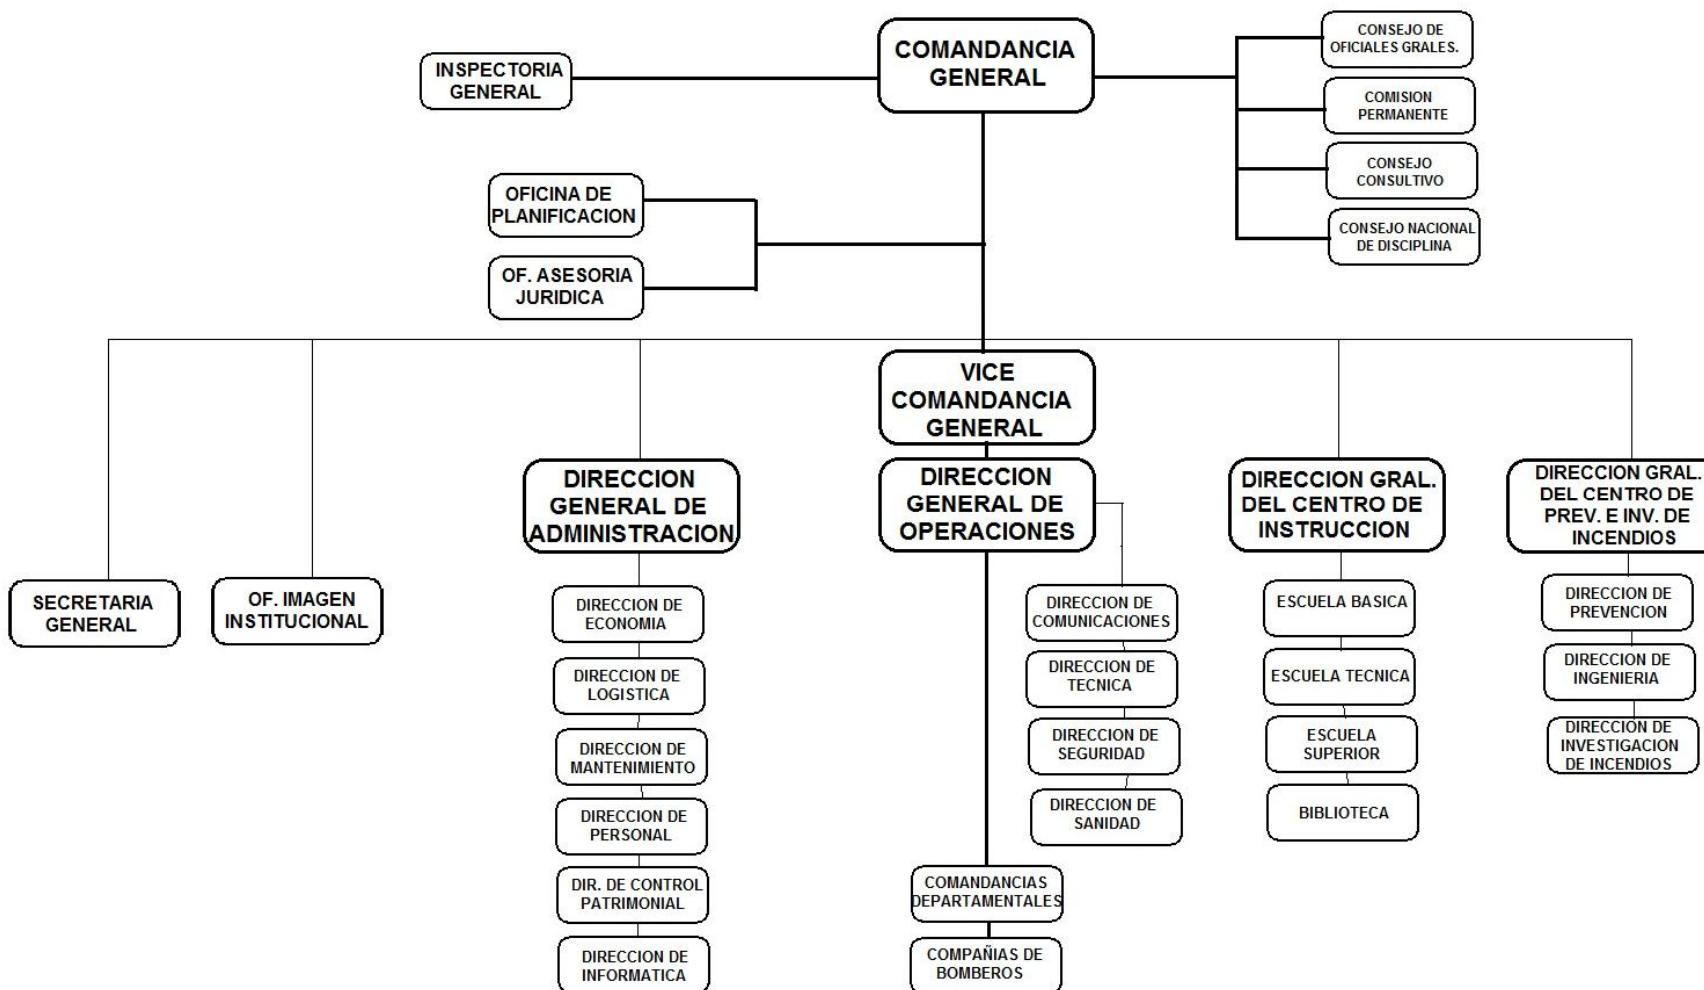 COMANDANCIA
GENERAL
INSPECTORIA
GENERAL
CONSEJO DE
OFICIALES GRALES.
COMISION
PERMANENTE
CONSEJO
CONSULTIVO
CONSEJO NACIONAL
DE DISCIPLINA
OFICINA DE
PLANIFICACION
OF. ASESORIA
JURIDICA
VICE
COMANDANCIA
GENERAL
SECRETARIA
GENERAL
OF. IMAGEN
INSTITUCIONAL
DIRECCION
GENERAL DE
ADMINISTRACION
DIRECCION DE
ECONOMIA
DIRECCION DE
LOGISTICA
DIRECCION DE
MANTENIMIENTO
DIRECCION DE
PERSONAL
DIR. DE CONTROL
PATRIMONIAL
DIRECCION DE
INFORMATICA
DIRECCION
GENERAL DE
OPERACIONES
DIRECCION DE
COMUNICACIONES
DIRECCION DE
TECNICA
DIRECCION DE
SEGURIDAD
DIRECCION DE
SANIDAD
COMANDANCIAS
DEPARTAMENTALES
COMPAÑIAS DE
BOMBEROS
DIRECCION GRAL.
DEL CENTRO DE
INSTRUCCION
ESCUELA BASICA
ESCUELA TECNICA
ESCUELA
SUPERIOR
BIBLIOTECA
DIRECCION GRAL.
DEL CENTRO DE
PREV. E INV. DE
INCENDIOS
DIRECCION DE
PREVENCION
DIRECCION DE
INGENIERIA
DIRECCION DE
INVESTIGACION
DE INCENDIOS